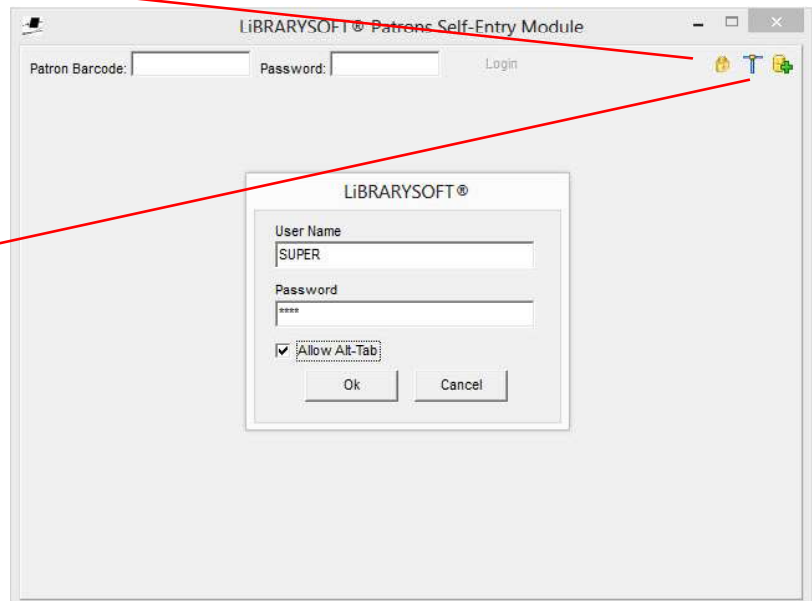 LiBRARYSOFT® Patrons Self-Entry Module
Patron Barcode: Password: Login
LiBRARYSOFT®
User Name
SUPER
Password
****
Allow Alt-Tab
Ok Cancel